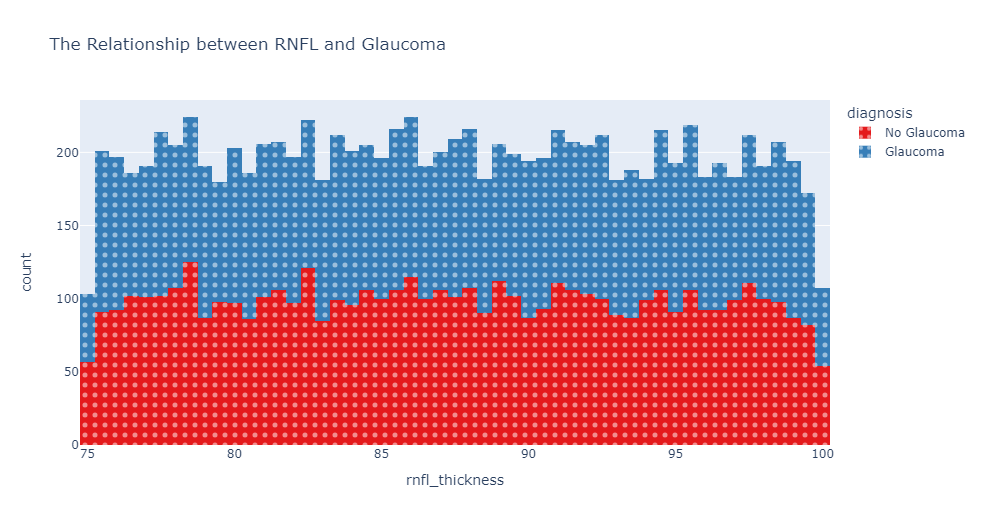 The Relationship between RNFL and Glaucoma
diagnosis
No Glaucoma
Glaucoma
200
150
100
50
0
count
75 80 85 90 95 100
rnfl_thickness